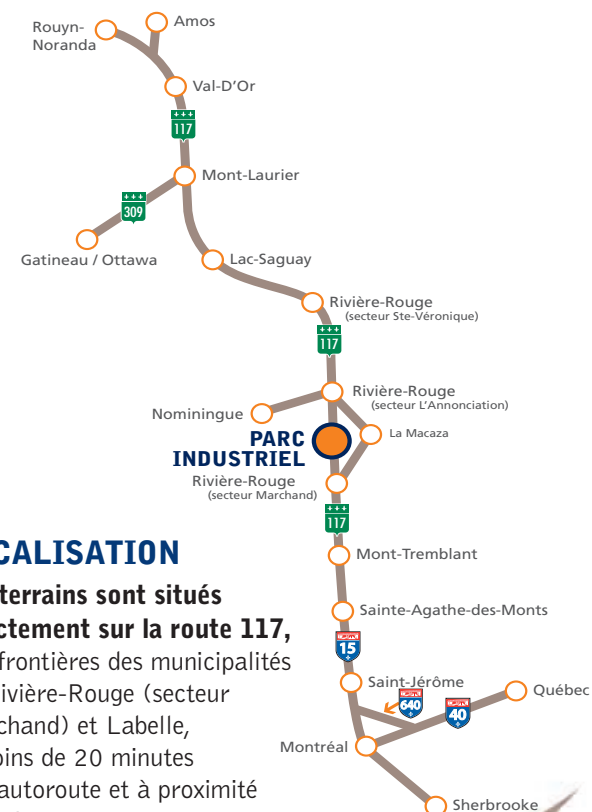 Rouyn-
Noranda
Amos
Val-D'Or
117
Mont-Laurier
309
Gatineau / Ottawa
Lac-Saguay
Rivière-Rouge
(secteur Ste-Véronique)
117
Rivière-Rouge
(secteur L'Annonciation)
Nominingue
La Macaza
PARC
INDUSTRIEL
Rivière-Rouge
(secteur Marchand)
117
Mont-Tremblant
Sainte-Agathe-des-Monts
15
Saint-Jérôme
640
40
Québec
Montréal
Sherbrooke
CALISATION
terrains sont situés
ctement sur la route 117,
frontières des municipalités
ivière-Rouge (secteur
chand) et Labelle,
oins de 20 minutes
autoroute et à proximité